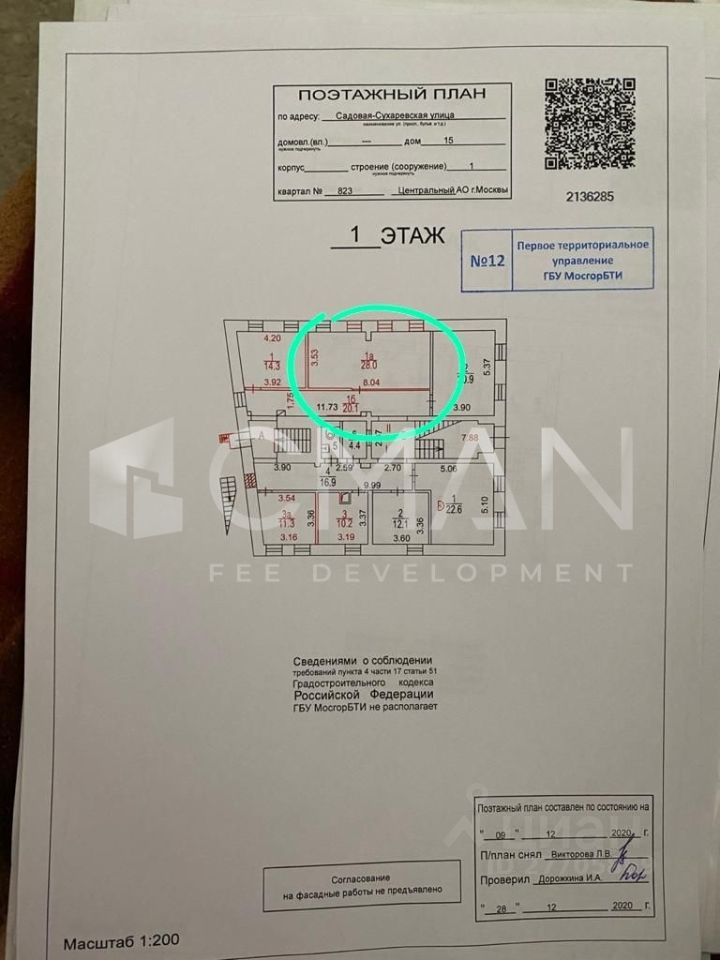 ПОЭТАЖНЫЙ ПЛАН
по адресу: Садовая-Сухаревская улица
домовл.(вл.) — дом 15
нужное подчеркнуть
корпус строение (сооружение) 1
нужное подчеркнуть
квартал № 823 Центральный АО г.Москвы
2136285
1 ЭТАЖ
№12
Первое территориальное
управление
ГБУ МосгорБТИ
4.20
1
14.3
3.92
3.53
1а
28.0
8.04
5.37
3.90
1.75
11.73
1б
20.1
А
5
6
4.4
II
7.88
3.90
2.59
2.70
5.06
4
16.9
9.99
3.54
3а
11.3
3.16
3.36
3
10.2
3.19
3.37
2
12.1
3.60
3.36
1
22.6
5.10
CMAN
FEE DEVELOPMENT
Сведениями о соблюдении
требований пункта 4 части 17 статьи 51
Градостроительного кодекса
Российской Федерации
ГБУ МосгорБТИ не располагает
Поэтажный план составлен по состоянию на
" 09 " 12 2020 г.
П/план снял Викторова Л.В.
Проверил Дорожкина И.А.
" 28 " 12 2020 г.
Согласование
на фасадные работы не предъявлено
Масштаб 1:200